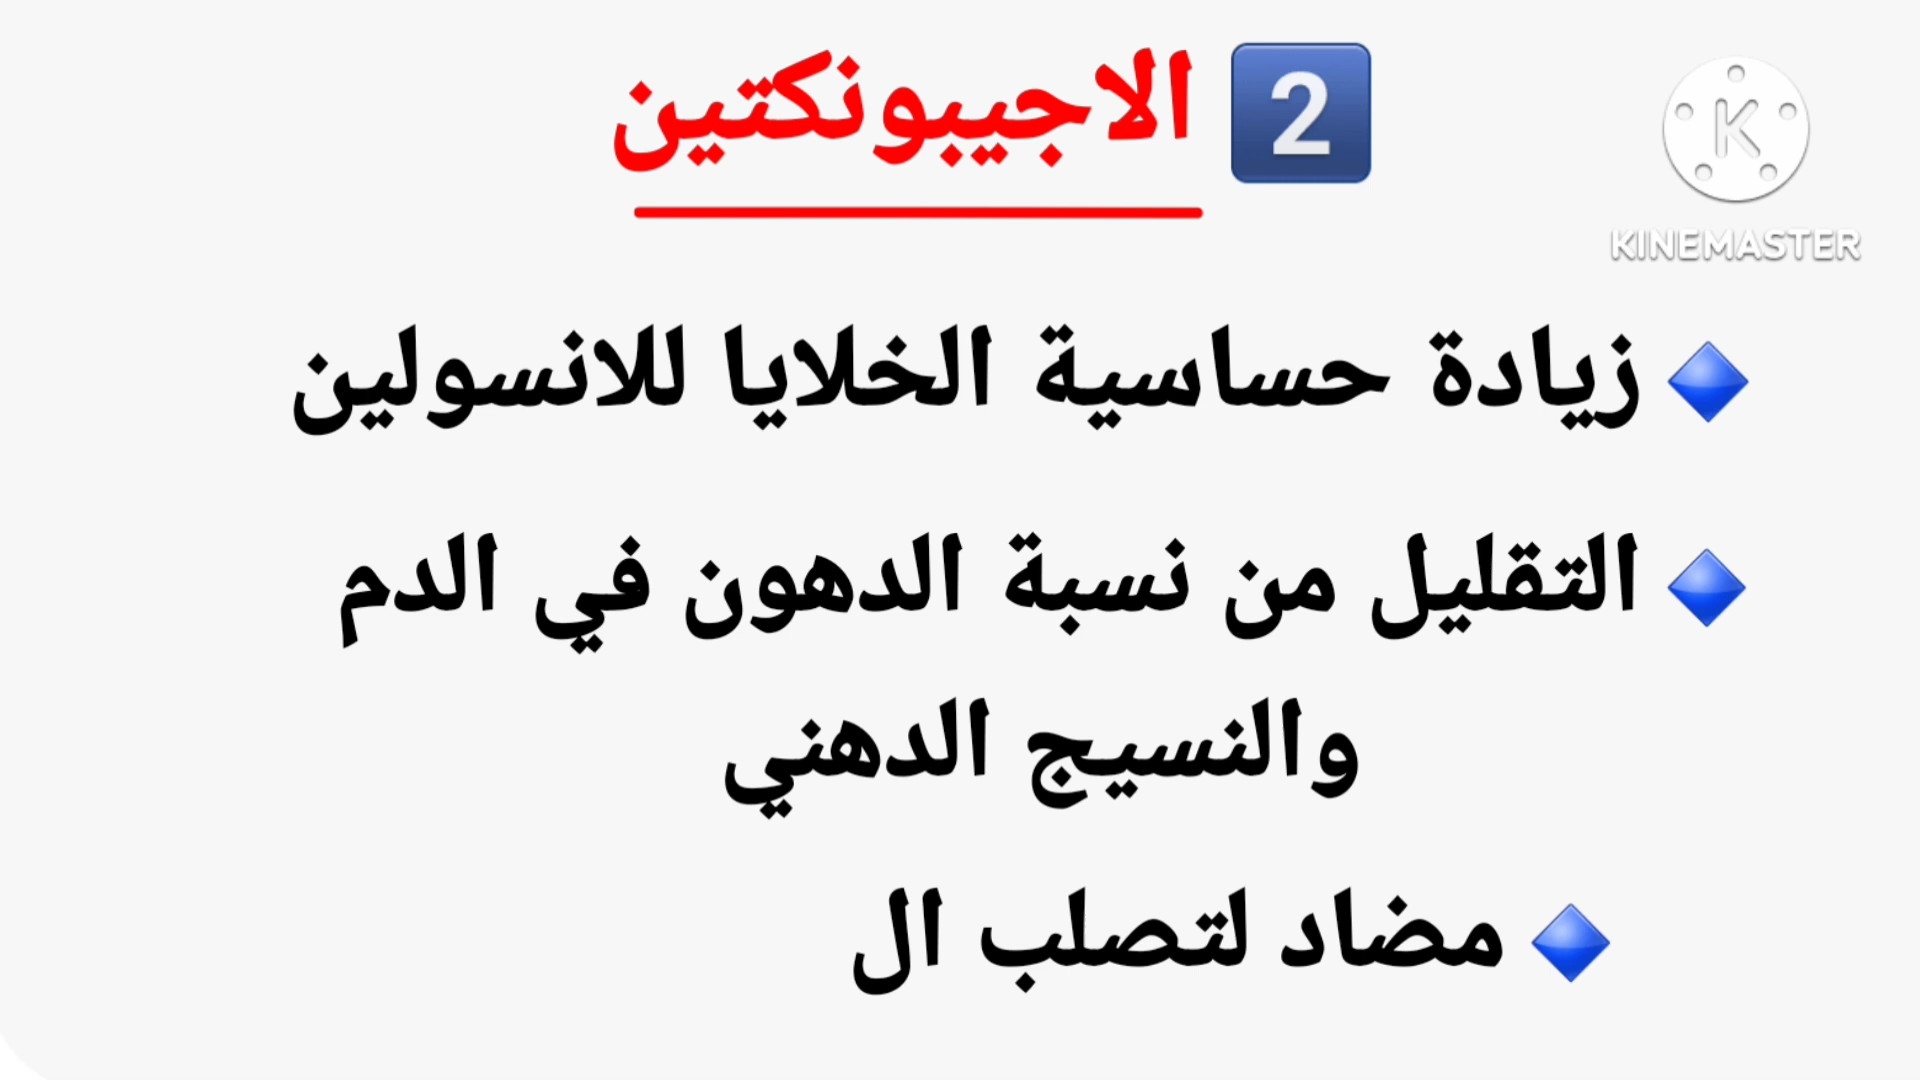 2 الاجيبونكتين
KINEMASTER
زيادة حساسية الخلايا للانسولين
التقليل من نسبة الدهون في الدم
والنسيج الدهني
مضاد لتصلب ال